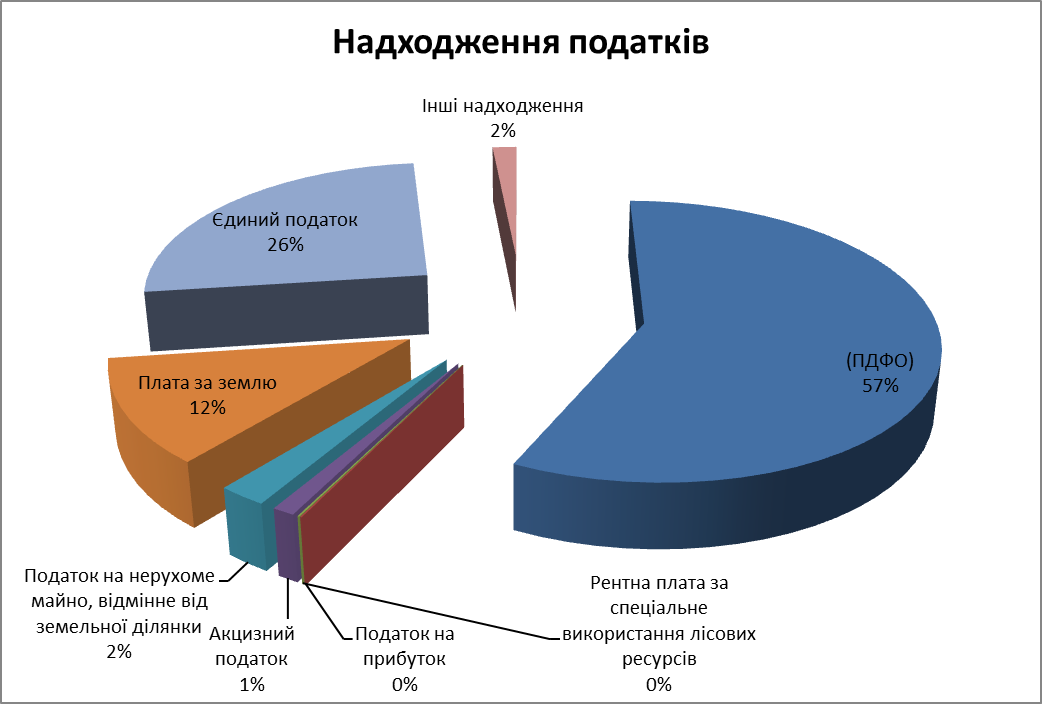 Надходження податків
Інші надходження
2%
Єдиний податок
26%
(ПДФО)
57%
Плата за землю
12%
Податок на нерухоме
майно, відмінне від
земельної ділянки
2%
Акцизний
податок
1%
Податок на
прибуток
0%
Рентна плата за
спеціальне
використання лісових
ресурсів
0%